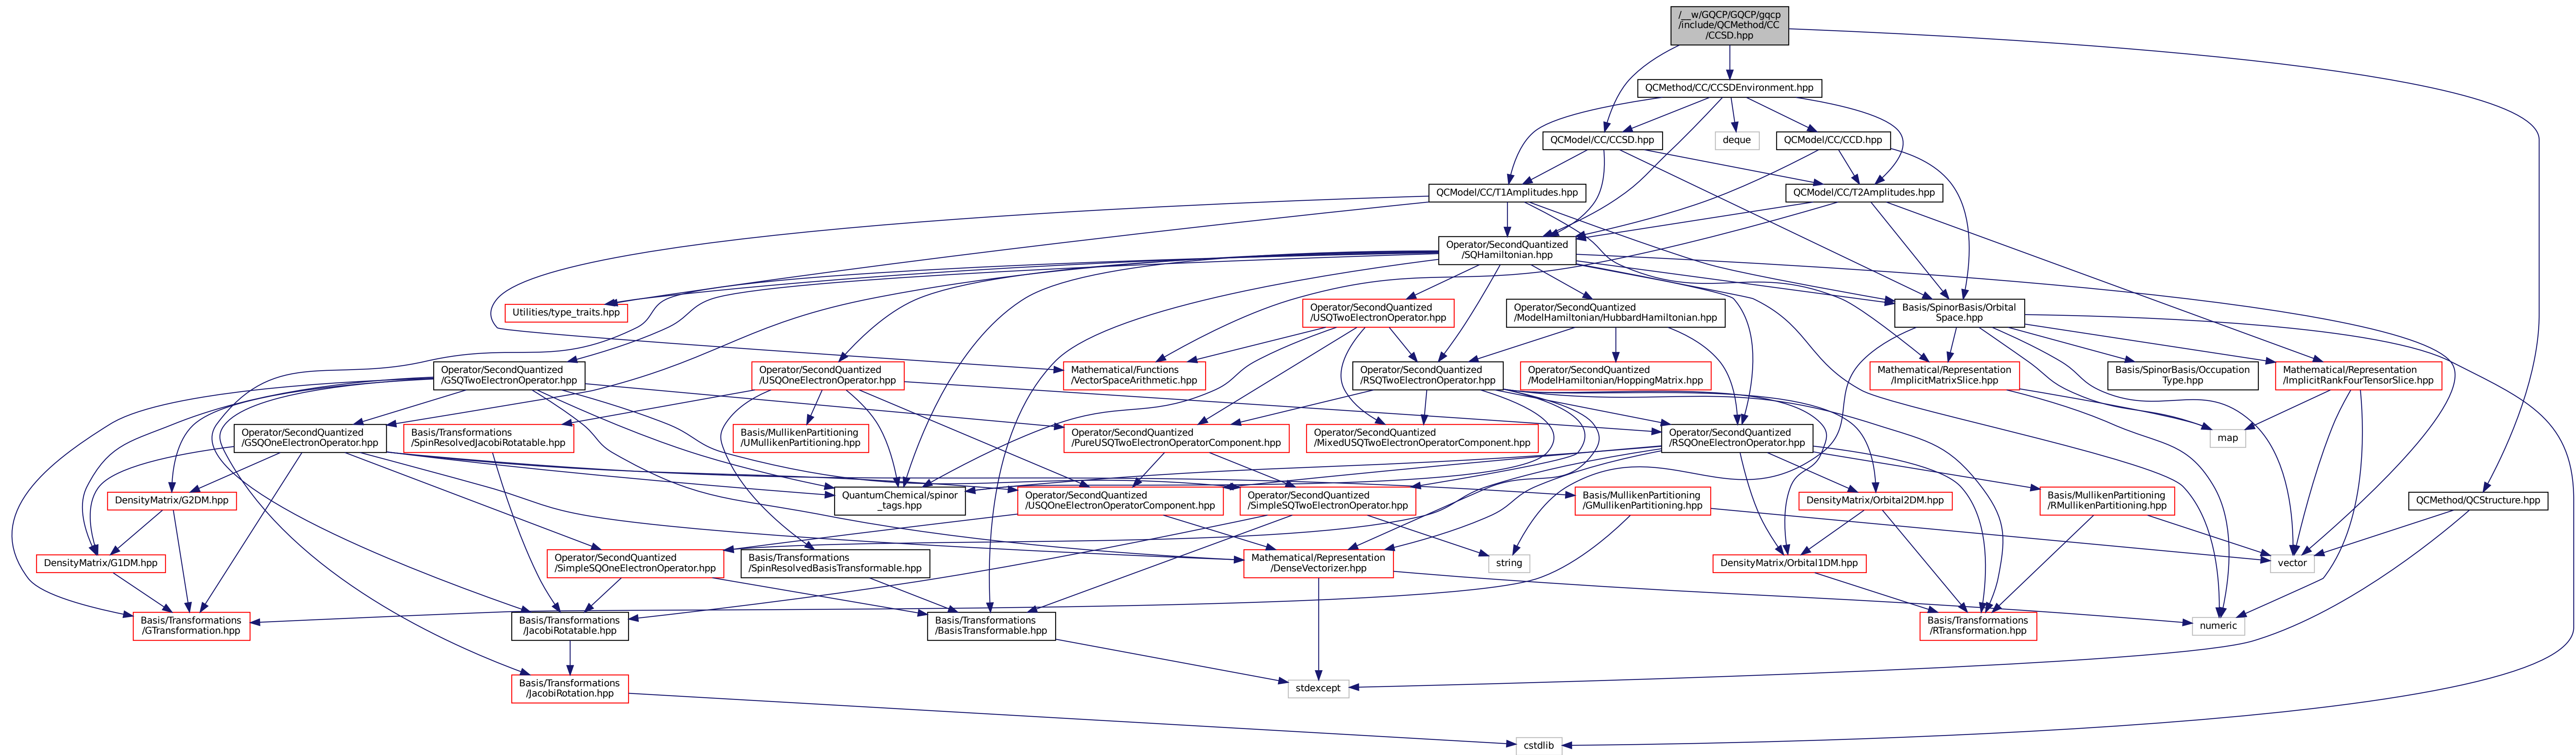 /__w/GQCP/GQCP/gqcp
/include/QCMethod/CC
/CCSD.hpp
QCMethod/CC/CCSDEnvironment.hpp
QCModel/CC/CCSD.hpp
deque
QCModel/CC/CCD.hpp
QCModel/CC/T1Amplitudes.hpp
QCModel/CC/T2Amplitudes.hpp
Operator/SecondQuantized
/SQHamiltonian.hpp
Utilities/type_traits.hpp
Operator/SecondQuantized
/USQTwoElectronOperator.hpp
Operator/SecondQuantized
/ModelHamiltonian/HubbardHamiltonian.hpp
Basis/SpinorBasis/Orbital
Space.hpp
Operator/SecondQuantized
/GSQTwoElectronOperator.hpp
Operator/SecondQuantized
/USQOneElectronOperator.hpp
Mathematical/Functions
/VectorSpaceArithmetic.hpp
Operator/SecondQuantized
/RSQTwoElectronOperator.hpp
Operator/SecondQuantized
/ModelHamiltonian/HoppingMatrix.hpp
Mathematical/Representation
/ImplicitMatrixSlice.hpp
Basis/SpinorBasis/Occupation
Type.hpp
Mathematical/Representation
/ImplicitRankFourTensorSlice.hpp
Operator/SecondQuantized
/GSQOneElectronOperator.hpp
Basis/Transformations
/SpinResolvedJacobiRotatable.hpp
Basis/MullikenPartitioning
/UMullikenPartitioning.hpp
Operator/SecondQuantized
/PureUSQTwoElectronOperatorComponent.hpp
Operator/SecondQuantized
/MixedUSQTwoElectronOperatorComponent.hpp
Operator/SecondQuantized
/RSQOneElectronOperator.hpp
map
DensityMatrix/G2DM.hpp
QuantumChemical/spinor
_tags.hpp
Operator/SecondQuantized
/USQOneElectronOperatorComponent.hpp
Operator/SecondQuantized
/SimpleSQTwoElectronOperator.hpp
Basis/MullikenPartitioning
/GMullikenPartitioning.hpp
DensityMatrix/Orbital2DM.hpp
Basis/MullikenPartitioning
/RMullikenPartitioning.hpp
QCMethod/QCStructure.hpp
DensityMatrix/G1DM.hpp
Operator/SecondQuantized
/SimpleSQOneElectronOperator.hpp
Basis/Transformations
/SpinResolvedBasisTransformable.hpp
Mathematical/Representation
/DenseVectorizer.hpp
string
DensityMatrix/Orbital1DM.hpp
vector
Basis/Transformations
/GTransformation.hpp
Basis/Transformations
/JacobiRotatable.hpp
Basis/Transformations
/BasisTransformable.hpp
Basis/Transformations
/RTransformation.hpp
numeric
Basis/Transformations
/JacobiRotation.hpp
stdexcept
cstdlib